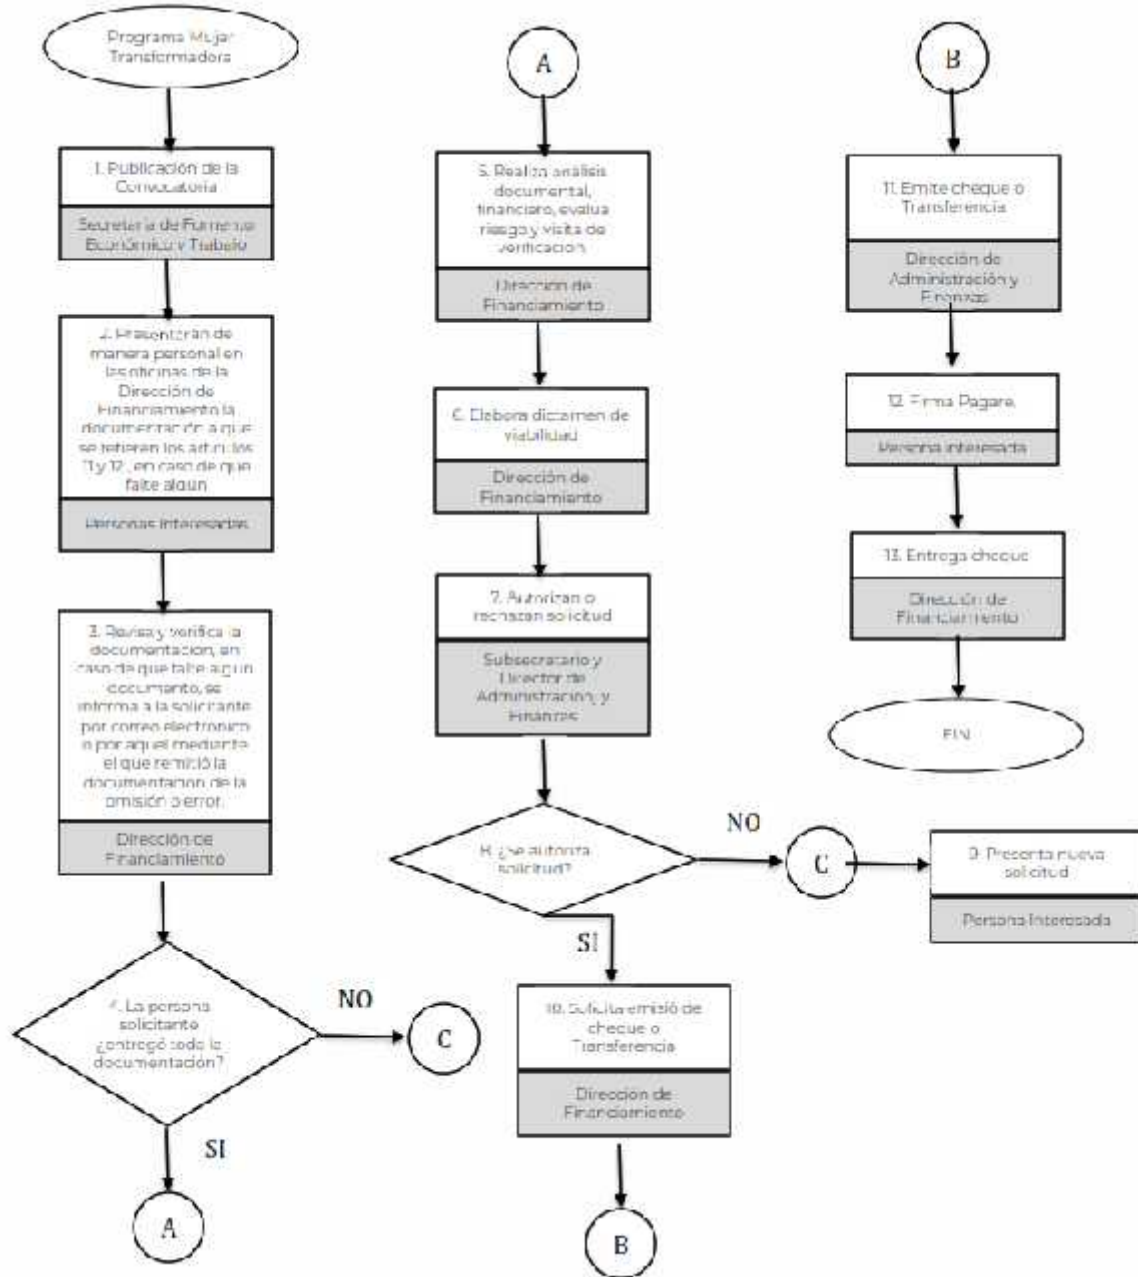 Programa Mujer
Transformadora
1. Publicación de la
Convocatoria
Secretaría de Fomento
Económico y Trabajo
2. Presentarán de
manera personal en
las oficinas de la
Dirección de
Financiamiento la
documentación a que
se refieren los artículos
11 y 12, en caso de que
falte algún
Personas Interesadas
3. Revisa y verifica la
documentación, en
caso de que falte algún
documento, se
informa a la solicitante
por correo electrónico
o por aquel mediante
el que remitió la
documentación de la
omisión o error.
Dirección de
Financiamiento
4. La persona
solicitante
¿entregó toda la
documentación?
NO
C
SI
A
A
5. Realiza análisis
documental,
financiero, evalua
riesgo y visita de
verificación
Dirección de
Financiamiento
6. Elabora dictamen de
viabilidad
Dirección de
Financiamiento
7. Autorizan o
rechazan solicitud
Subsecretario y
Director de
Administración, y
Finanzas
8. ¿Se autoriza
solicitud?
NO
C
9. Presenta nueva
solicitud
Persona Interesada
SI
10. Solicita emisió de
cheque o
Transferencia
Dirección de
Financiamiento
B
B
11. Emite cheque o
Transferencia
Dirección de
Administración y
Finanzas
12. Firma Pagare.
Persona interesada
13. Entrega cheque
Dirección de
Financiamiento
FIN